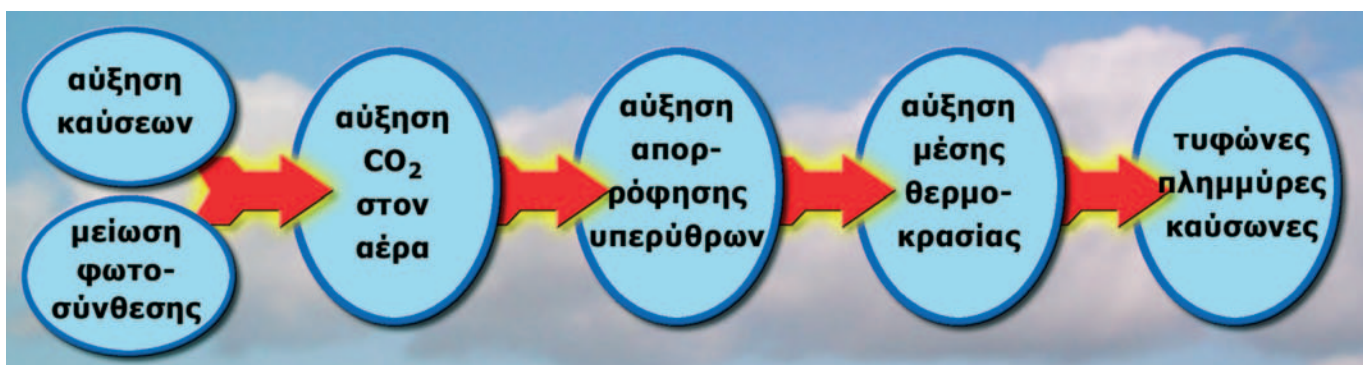 αύξηση
καύσεων
μείωση
φωτο-
σύνθεσης
αύξηση
CO₂
στον
αέρα
αύξηση
απορ-
ρόφησης
υπερύθρων
αύξηση
μέσης
θερμο-
κρασίας
τυφώνες
πλημμύρες
καύσωνες